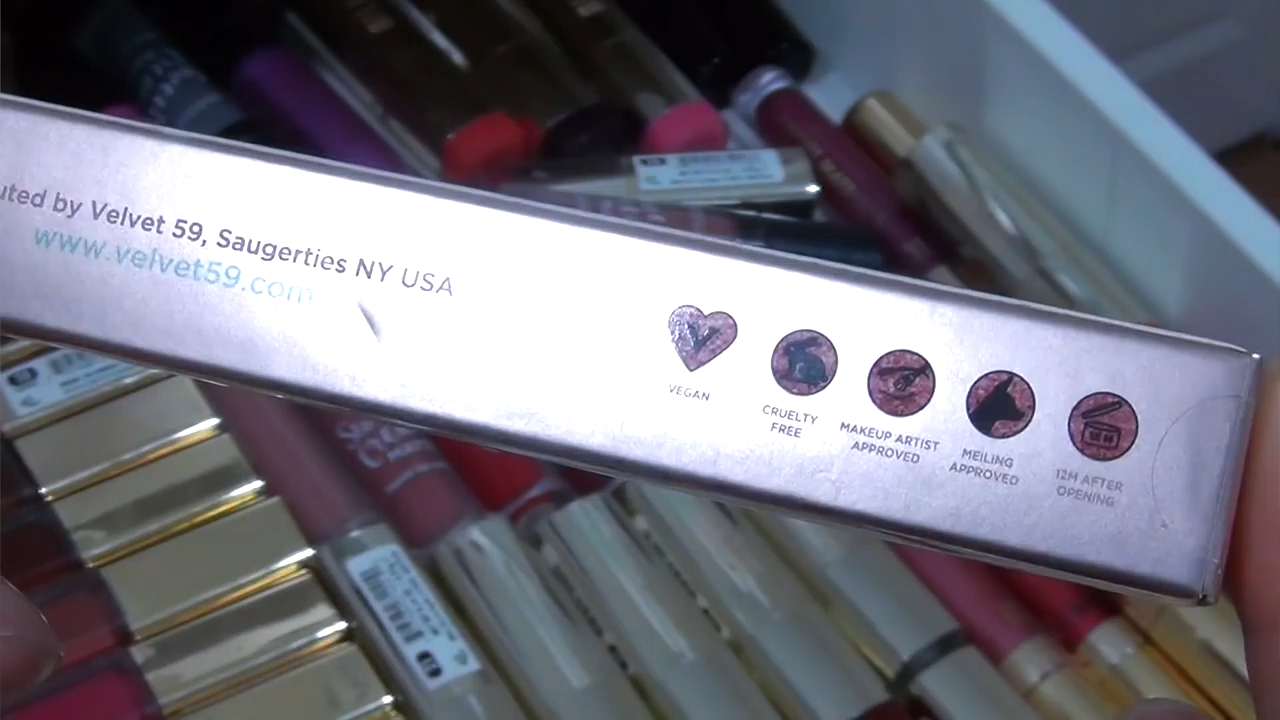 uted by Velvet 59, Saugerties NY USA
www.velvet59.com
VEGAN
CRUELTY
FREE
MAKEUP ARTIST
APPROVED
MEILING
APPROVED
12M AFTER
OPENING